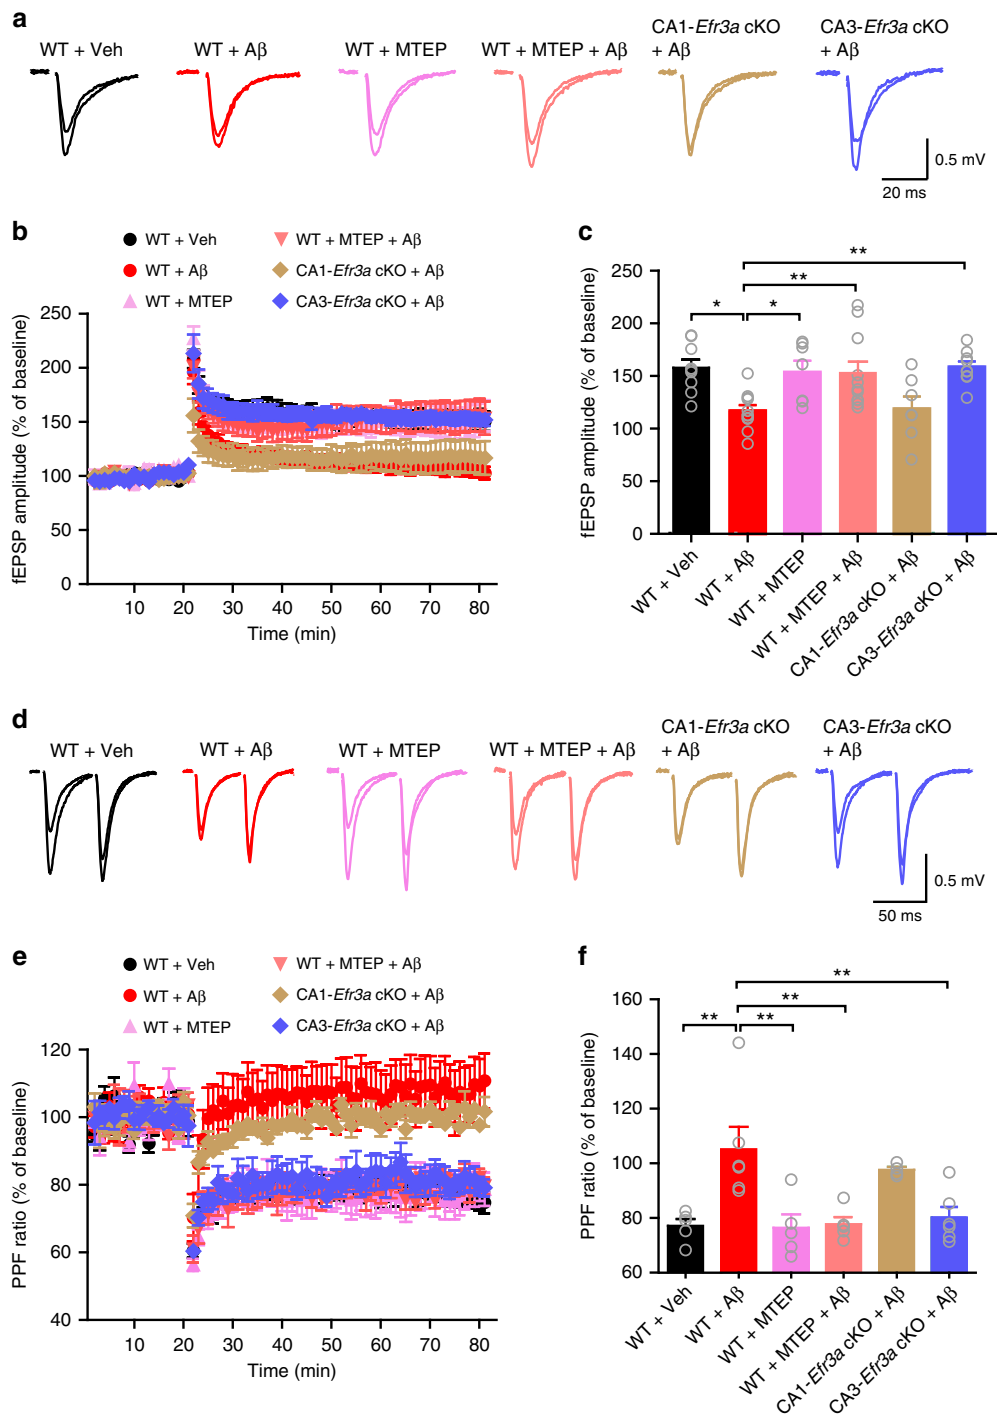 a
WT + Veh
WT + Aβ
WT + MTEP
WT + MTEP + Aβ
CA1-Efr3a cKO
+ Aβ
CA3-Efr3a cKO
+ Aβ
0.5 mV
20 ms
b
WT + Veh
WT + Aβ
WT + MTEP
WT + MTEP + Aβ
CA1-Efr3a cKO + Aβ
CA3-Efr3a cKO + Aβ
fEPSP amplitude (% of baseline)
250
200
150
100
50
0
10 20 30 40 50 60 70 80
Time (min)
c
fEPSP amplitude (% of baseline)
250
200
150
100
50
0
*
*
**
**
WT + Veh
WT + Aβ
WT + MTEP
WT + MTEP + Aβ
CA1-Efr3a cKO + Aβ
CA3-Efr3a cKO + Aβ
d
WT + Veh
WT + Aβ
WT + MTEP
WT + MTEP + Aβ
CA1-Efr3a cKO
+ Aβ
CA3-Efr3a cKO
+ Aβ
0.5 mV
50 ms
e
WT + Veh
WT + Aβ
WT + MTEP
WT + MTEP + Aβ
CA1-Efr3a cKO + Aβ
CA3-Efr3a cKO + Aβ
PPF ratio (% of baseline)
120
100
80
60
40
10 20 30 40 50 60 70 80
Time (min)
f
PPF ratio (% of baseline)
160
140
120
100
80
60
**
**
**
**
WT + Veh
WT + Aβ
WT + MTEP
WT + MTEP + Aβ
CA1-Efr3a cKO + Aβ
CA3-Efr3a cKO + Aβ